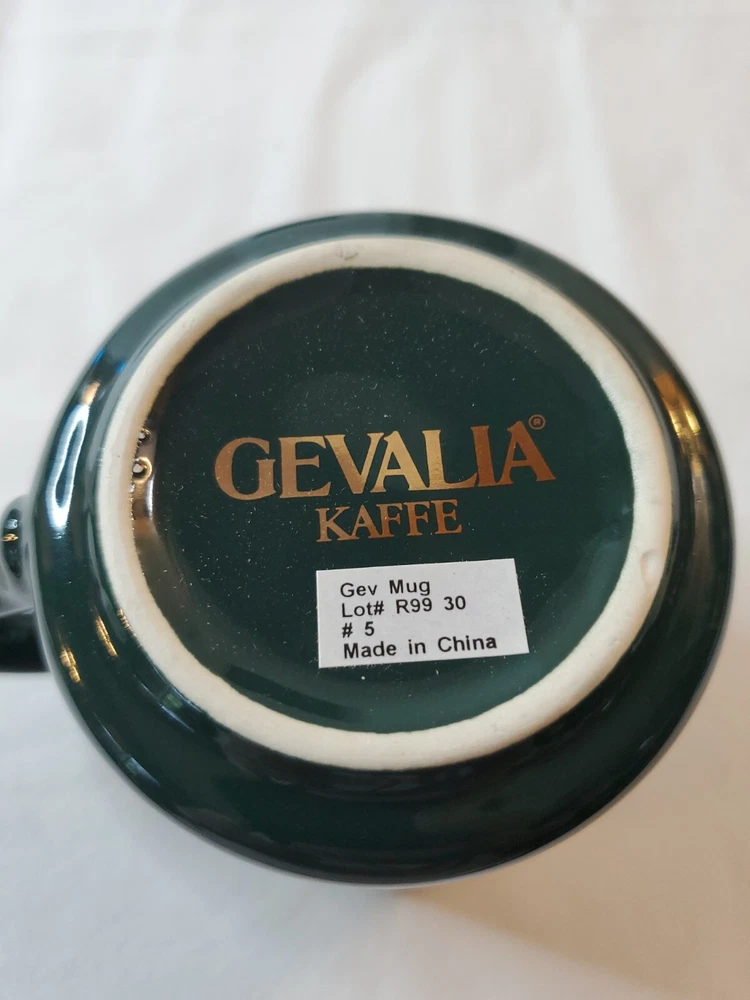 GEVALIA®
KAFFE
Gev Mug
Lot# R99 30
# 5
Made in China